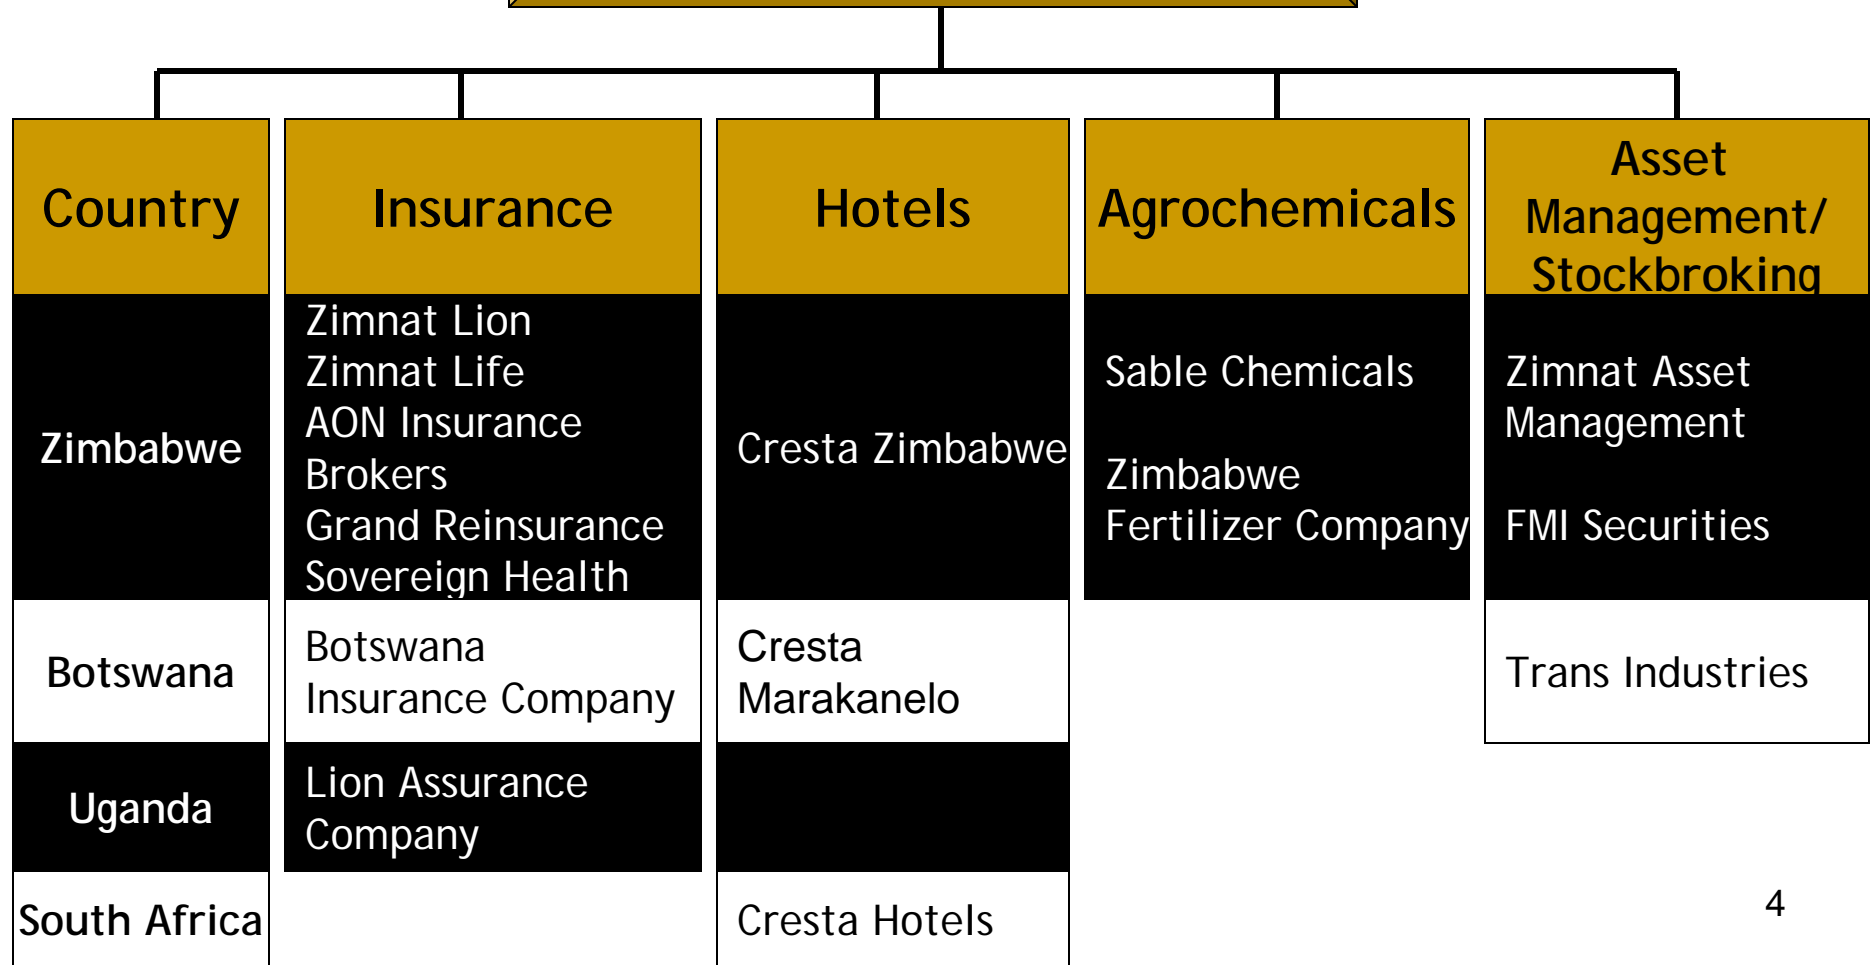 Country
Insurance
Hotels
Agrochemicals
Asset
Management/
Stockbroking
Zimbabwe
Zimnat Lion
Zimnat Life
AON Insurance
Brokers
Grand Reinsurance
Sovereign Health
Cresta Zimbabwe
Sable Chemicals
Zimbabwe
Fertilizer Company
Zimnat Asset
Management
FMI Securities
Botswana
Botswana
Insurance Company
Cresta
Marakanelo
Trans Industries
Uganda
Lion Assurance
Company
South Africa
Cresta Hotels
4